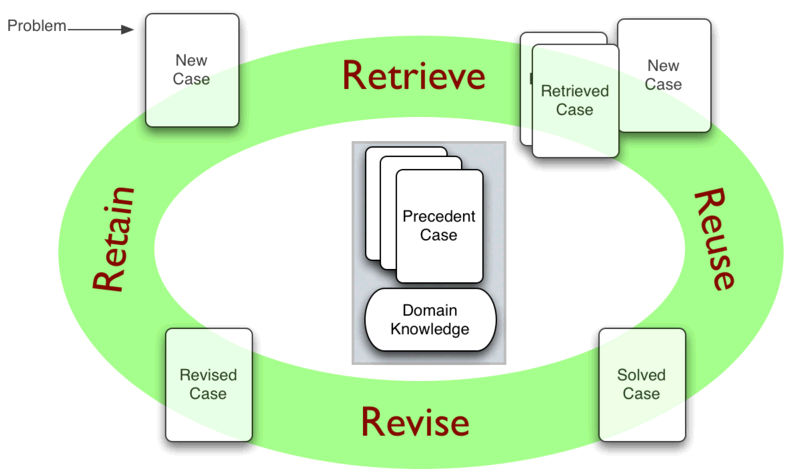 Problem
New
Case
Retrieve
Retrieved
Case
New
Case
Retain
Precedent
Case
Domain
Knowledge
Reuse
Revised
Case
Revise
Solved
Case